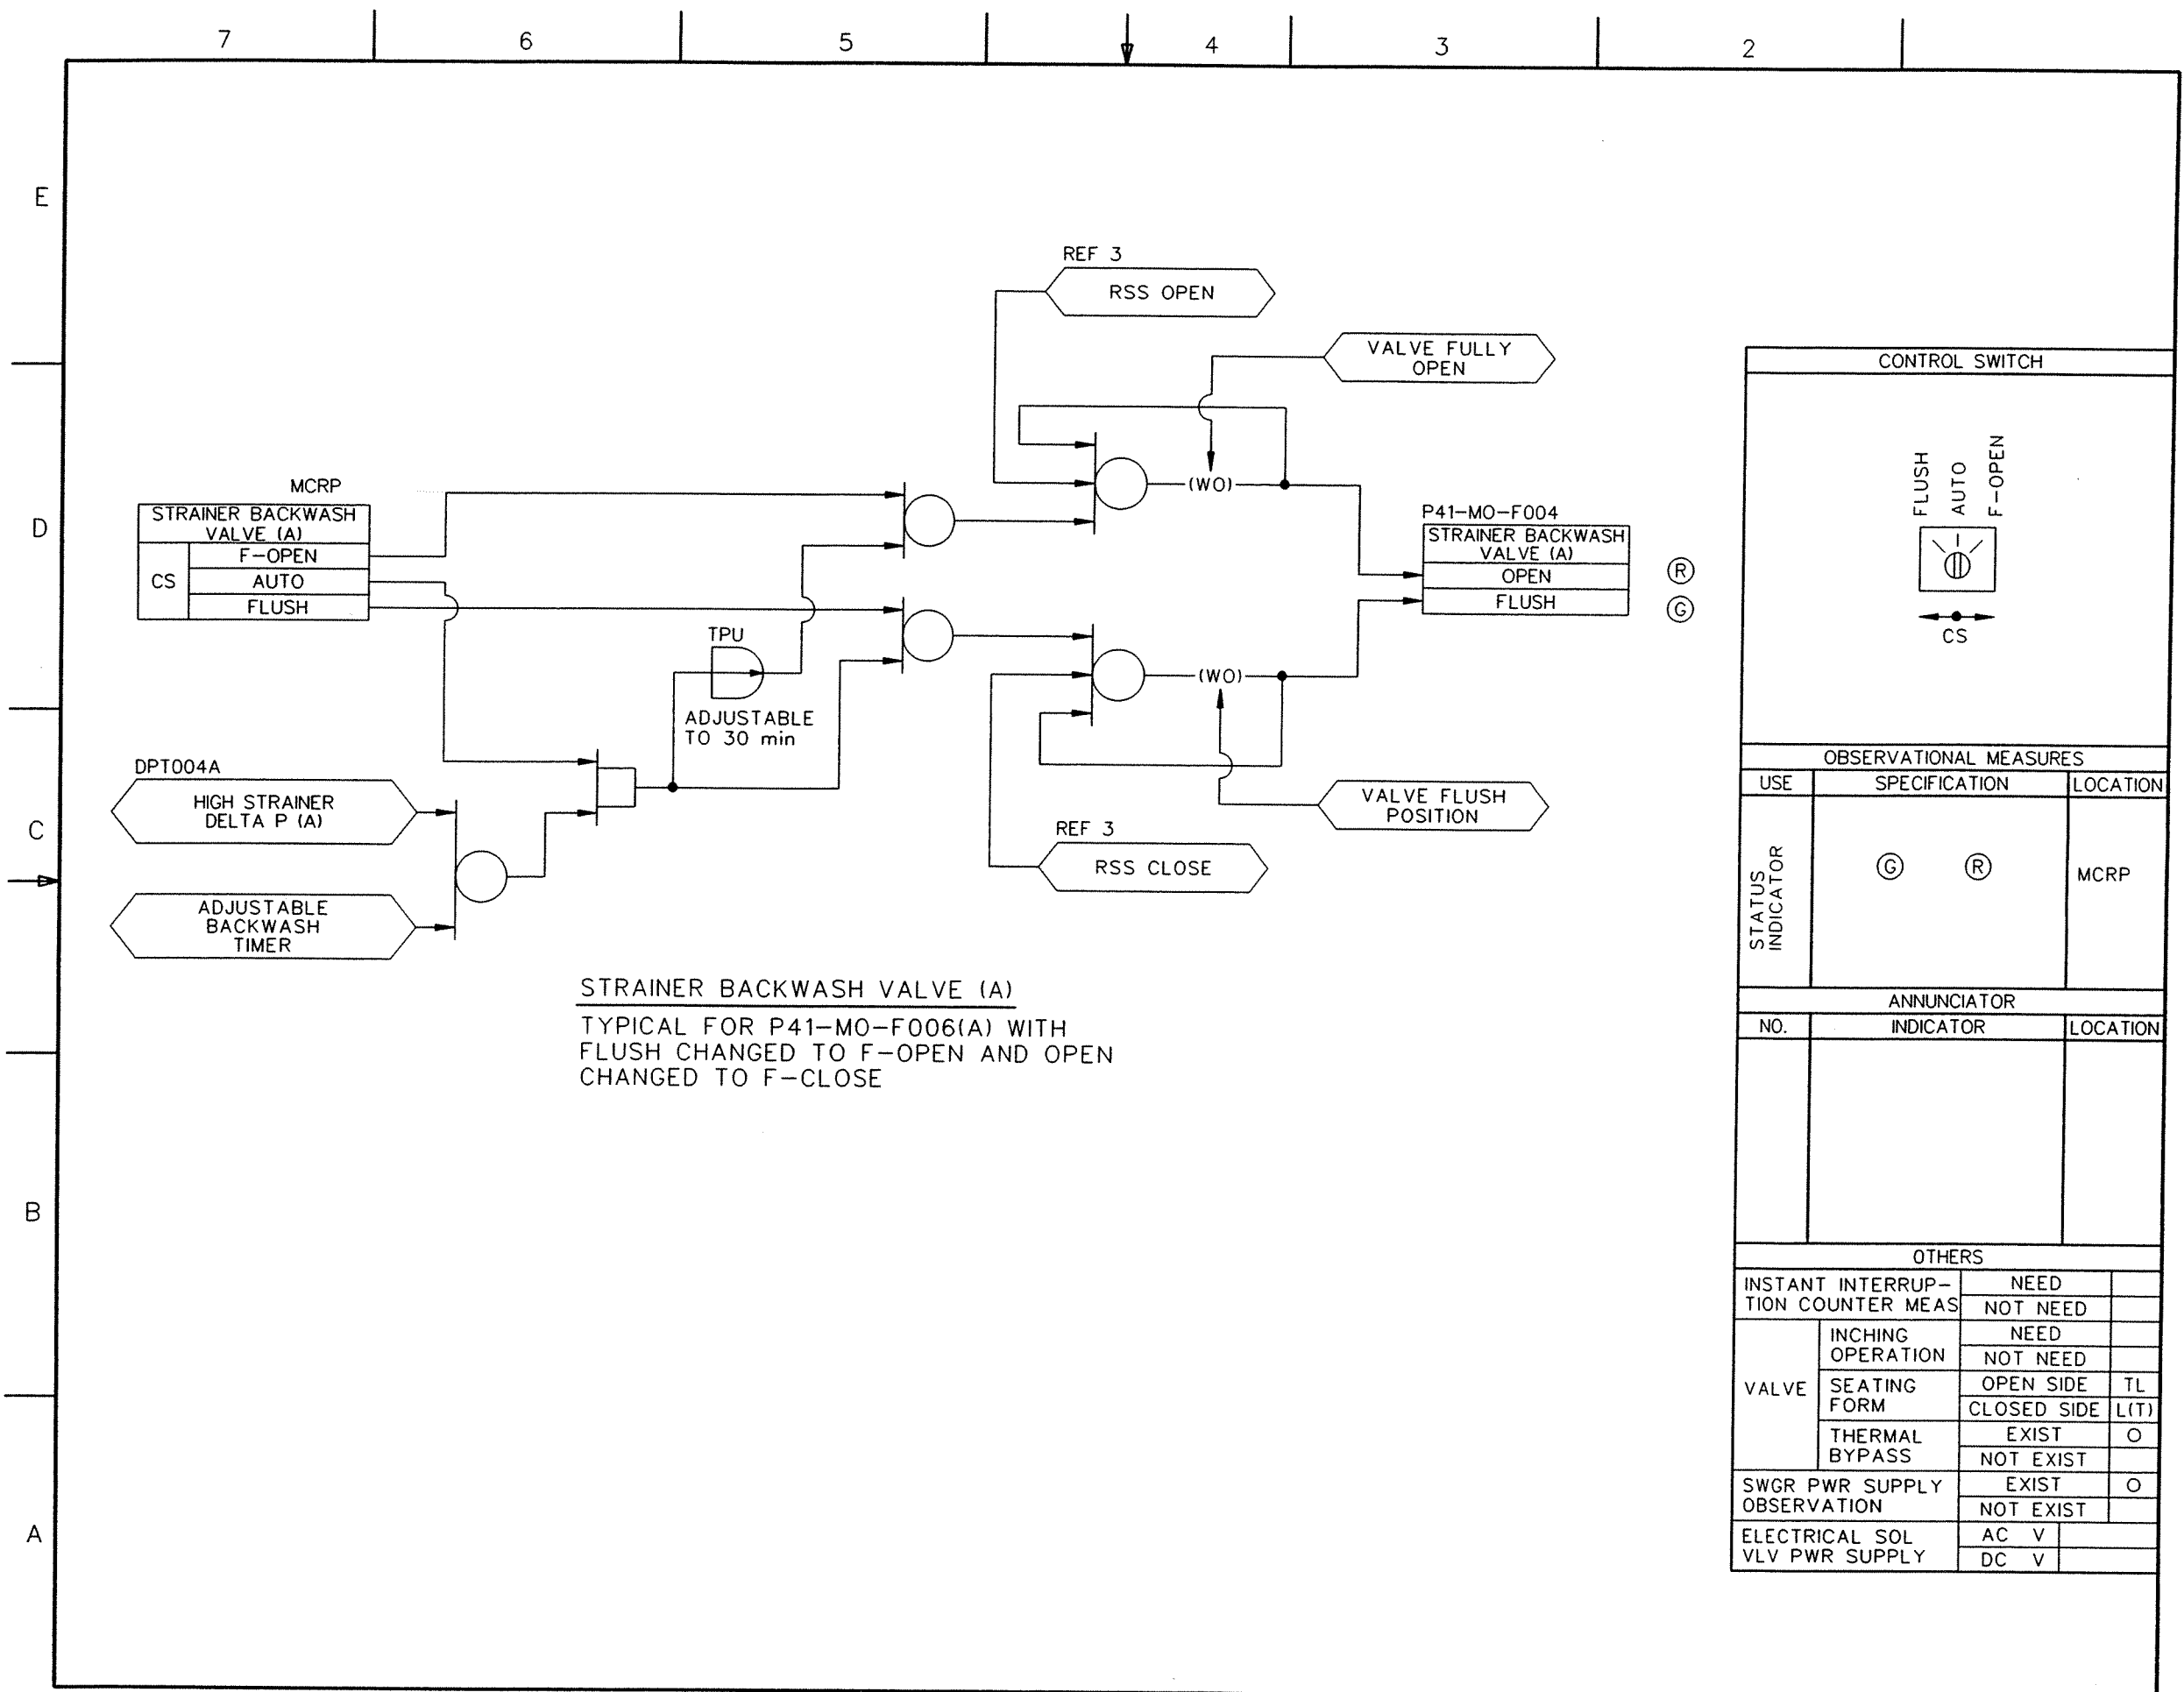 7 6 5 4 3 2
E
D
C
B
A
REF 3
RSS OPEN
VALVE FULLY
OPEN
MCRP
STRAINER BACKWASH
VALVE (A)
CS
F-OPEN
AUTO
FLUSH
(WO)
P41-MO-F004
STRAINER BACKWASH
VALVE (A)
OPEN
FLUSH
R
G
TPU
ADJUSTABLE
TO 30 min
(WO)
DPT004A
HIGH STRAINER
DELTA P (A)
ADJUSTABLE
BACKWASH
TIMER
VALVE FLUSH
POSITION
REF 3
RSS CLOSE
STRAINER BACKWASH VALVE (A)
TYPICAL FOR P41-MO-F006(A) WITH
FLUSH CHANGED TO F-OPEN AND OPEN
CHANGED TO F-CLOSE
CONTROL SWITCH
FLUSH
AUTO
F-OPEN
CS
OBSERVATIONAL MEASURES
USE SPECIFICATION LOCATION
STATUS
INDICATOR
G R MCRP
ANNUNCIATOR
NO. INDICATOR LOCATION
OTHERS
INSTANT INTERRUP-
TION COUNTER MEAS
NEED
NOT NEED
VALVE
INCHING
OPERATION
NEED
NOT NEED
SEATING
FORM
OPEN SIDE TL
CLOSED SIDE L(T)
THERMAL
BYPASS
EXIST O
NOT EXIST
SWGR PWR SUPPLY
OBSERVATION
EXIST O
NOT EXIST
ELECTRICAL SOL
VLV PWR SUPPLY
AC V
DC V